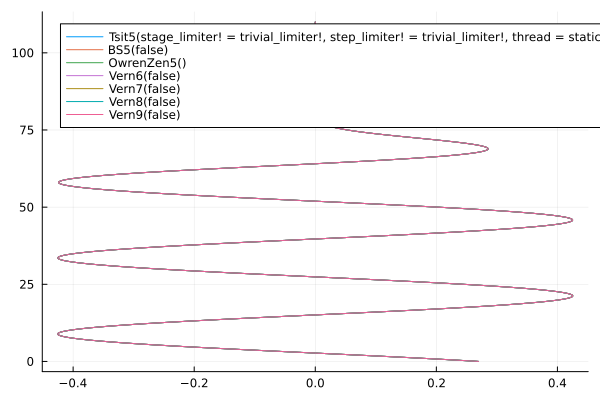 Tsit5(stage_limiter! = trivial_limiter!, step_limiter! = trivial_limiter!, thread = static
BS5(false)
OwrenZen5()
Vern6(false)
Vern7(false)
Vern8(false)
Vern9(false)
100
75
50
25
0
−0.4
−0.2
0.0
0.2
0.4